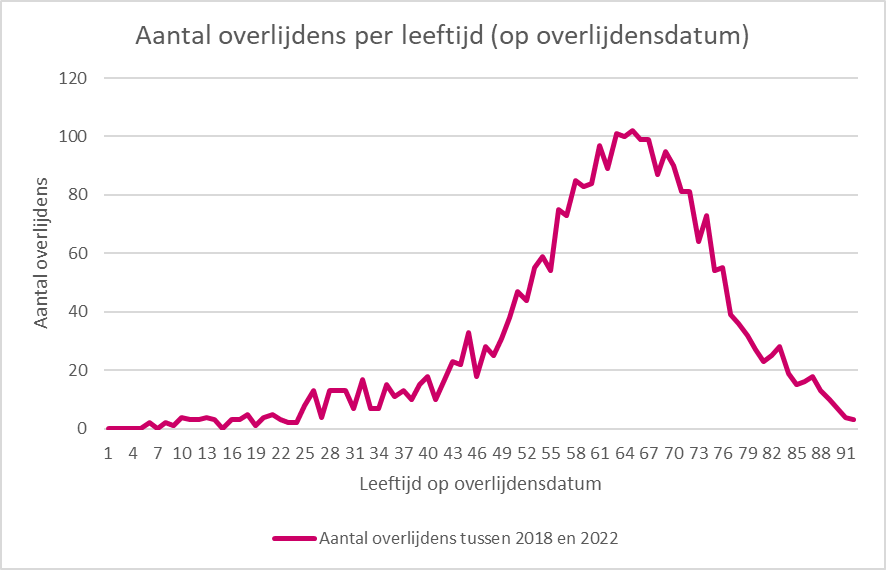 Aantal overlijdens per leeftijd (op overlijdensdatum)
Aantal overlijdens
120
100
80
60
40
20
0
1 4 7 10 13 16 19 22 25 28 31 34 37 40 43 46 49 52 55 58 61 64 67 70 73 76 79 82 85 88 91
Leeftijd op overlijdensdatum
Aantal overlijdens tussen 2018 en 2022